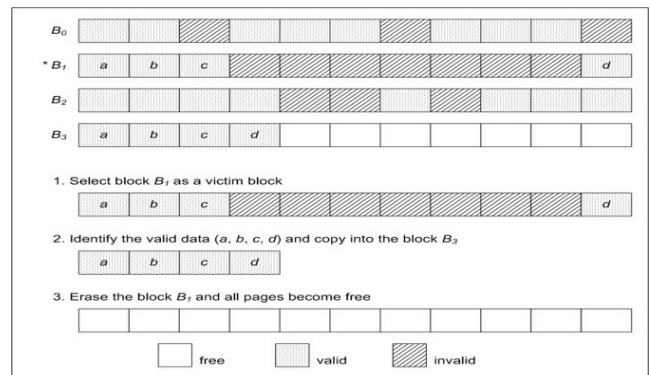 B0
* B1 a b c d
B2
B3 a b c d
1. Select block B1 as a victim block
a b c d
2. Identify the valid data (a, b, c, d) and copy into the block B3
a b c d
3. Erase the block B1 and all pages become free
free valid invalid